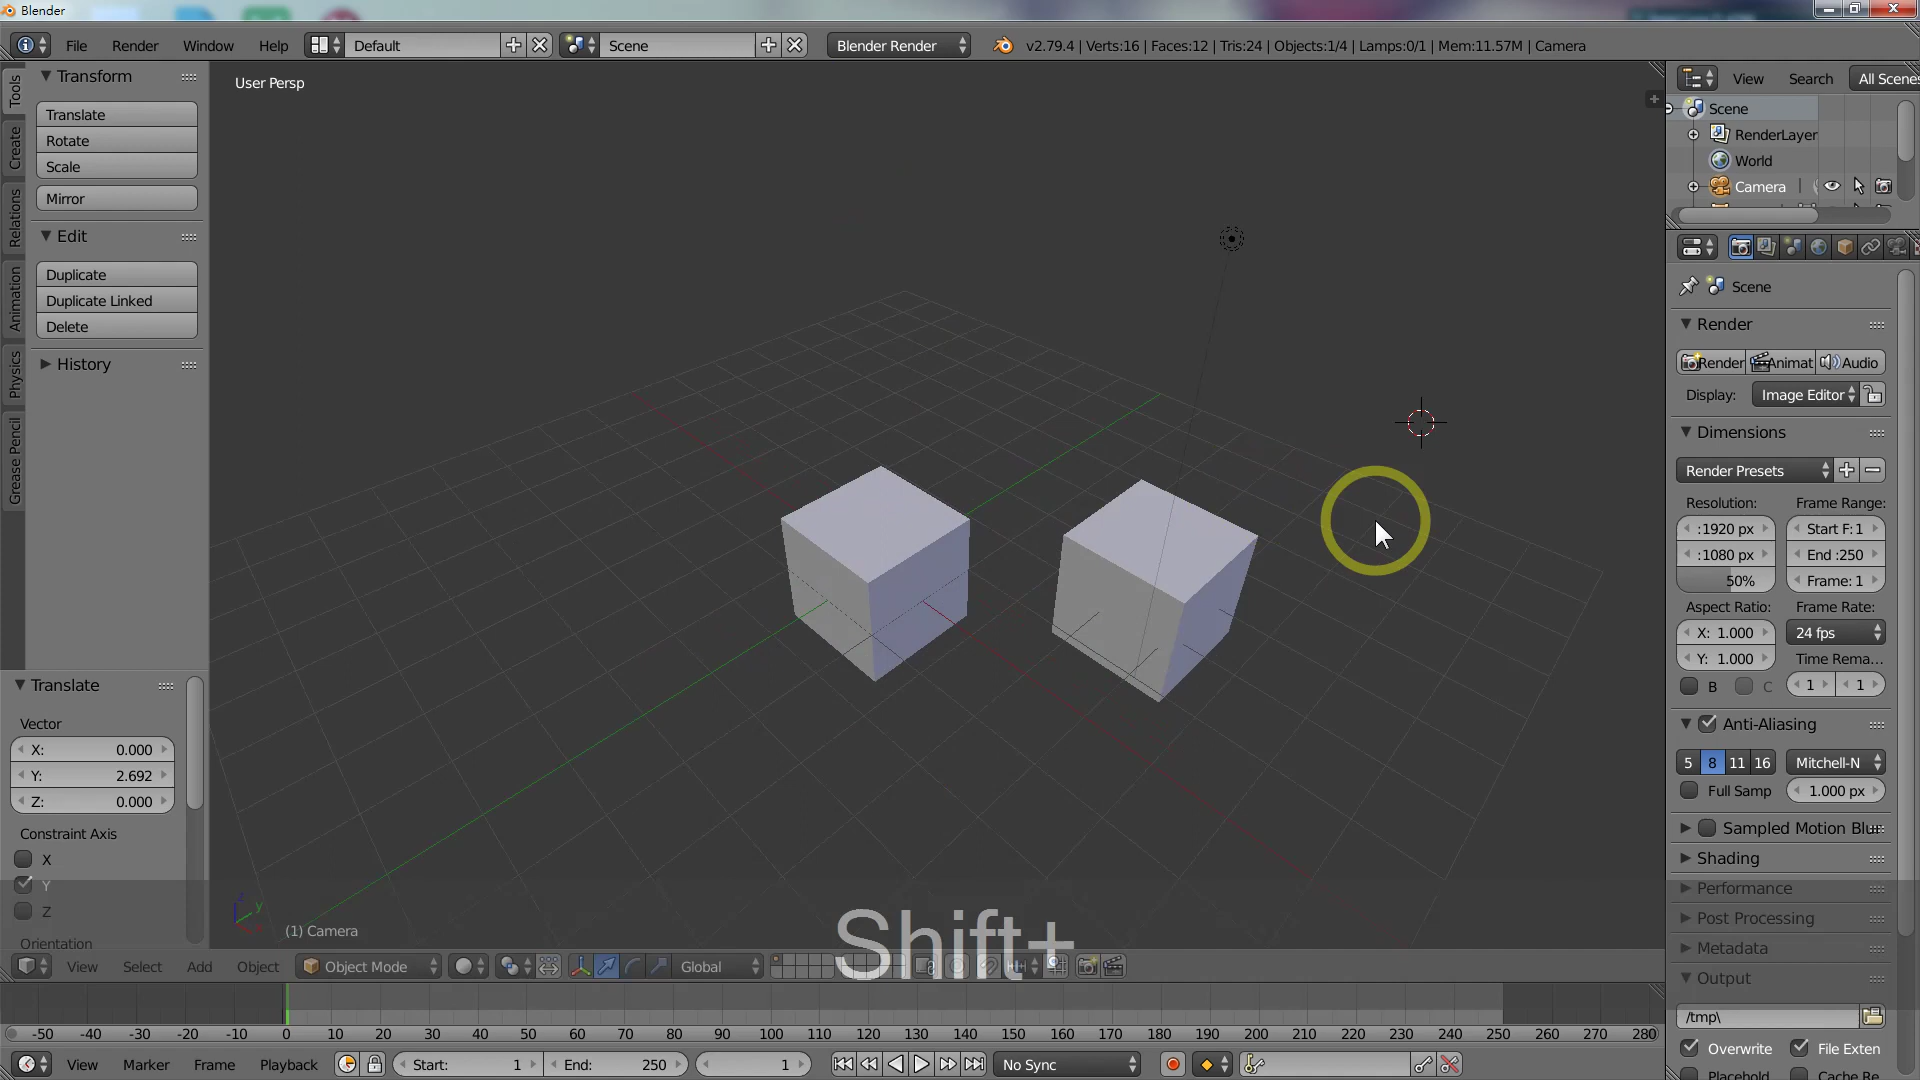 Blender
File Render Window Help Default Scene Blender Render v2.79.4 | Verts:16 | Faces:12 | Tris:24 | Objects:1/4 | Lamps:0/1 | Mem:11.57M | Camera
Tools
Create
Relations
Animation
Physics
Grease Pencil
Transform
Translate
Rotate
Scale
Mirror
Edit
Duplicate
Duplicate Linked
Delete
History
Translate
Vector
X: 0.000
Y: 2.692
Z: 0.000
Constraint Axis
X
Y
Z
Orientation
User Persp
z
y
(1) Camera
Shift+
View Select Add Object Object Mode Global
View Search All Scenes
Scene
RenderLayer
World
Camera
Scene
Render
Render Animat Audio
Display: Image Editor
Dimensions
Render Presets
Resolution: Frame Range:
:1920 px Start F: 1
:1080 px End :250
50% Frame: 1
Aspect Ratio: Frame Rate:
X: 1.000 24 fps
Y: 1.000 Time Rema...
B C 1 1
Anti-Aliasing
5 8 11 16 Mitchell-N
Full Samp 1.000 px
Sampled Motion Blur
Shading
Performance
Post Processing
Metadata
Output
/tmp\
Overwrite File Exten
Placehold Cache Re
-50 -40 -30 -20 -10 0 10 20 30 40 50 60 70 80 90 100 110 120 130 140 150 160 170 180 190 200 210 220 230 240 250 260 270 280
View Marker Frame Playback Start: 1 End: 250 1 No Sync